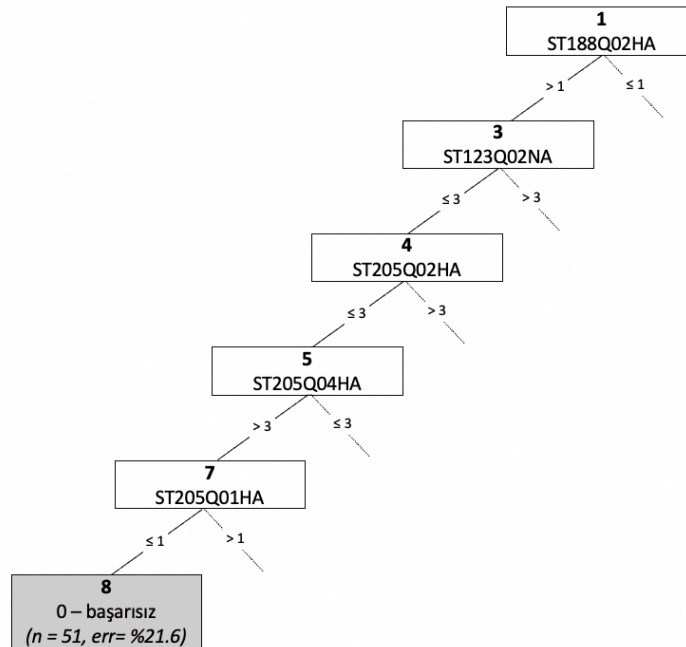 1
ST188Q02HA
> 1
≤ 1
3
ST123Q02NA
≤ 3
> 3
4
ST205Q02HA
≤ 3
> 3
5
ST205Q04HA
> 3
≤ 3
7
ST205Q01HA
≤ 1
> 1
8
0 – başarısız
(n = 51, err= %21.6)